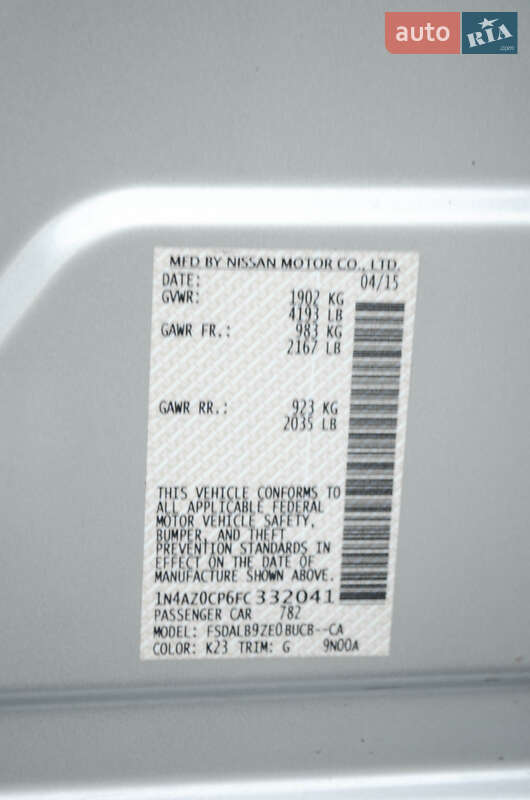 auto RIA .com
MFD BY NISSAN MOTOR CO., LTD.
DATE: 04/15
GVWR: 1902 KG
4193 LB
GAWR FR.: 983 KG
2167 LB
GAWR RR.: 923 KG
2035 LB
THIS VEHICLE CONFORMS TO
ALL APPLICABLE FEDERAL
MOTOR VEHICLE SAFETY,
BUMPER, AND THEFT
PREVENTION STANDARDS IN
EFFECT ON THE DATE OF
MANUFACTURE SHOWN ABOVE.
1N4AZ0CP6FC332041
PASSENGER CAR 782
MODEL: FSDALB9ZE0BUCB--CA
COLOR: K23 TRIM: G 9N00A